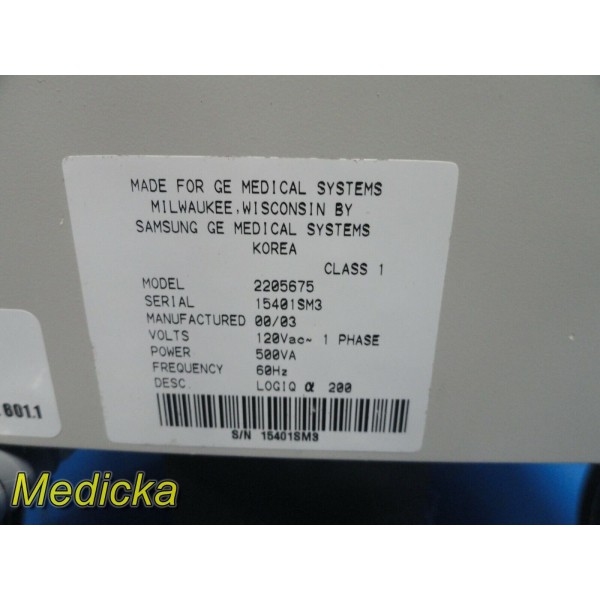 MADE FOR GE MEDICAL SYSTEMS
MILWAUKEE,WISCONSIN BY
SAMSUNG GE MEDICAL SYSTEMS
KOREA
CLASS 1
MODEL 2205675
SERIAL 15401SM3
MANUFACTURED 00/03
VOLTS 120Vac~ 1 PHASE
POWER 500VA
FREQUENCY 60Hz
DESC. LOGIQ α 200
S/N 15401SM3
601.1
Medicka